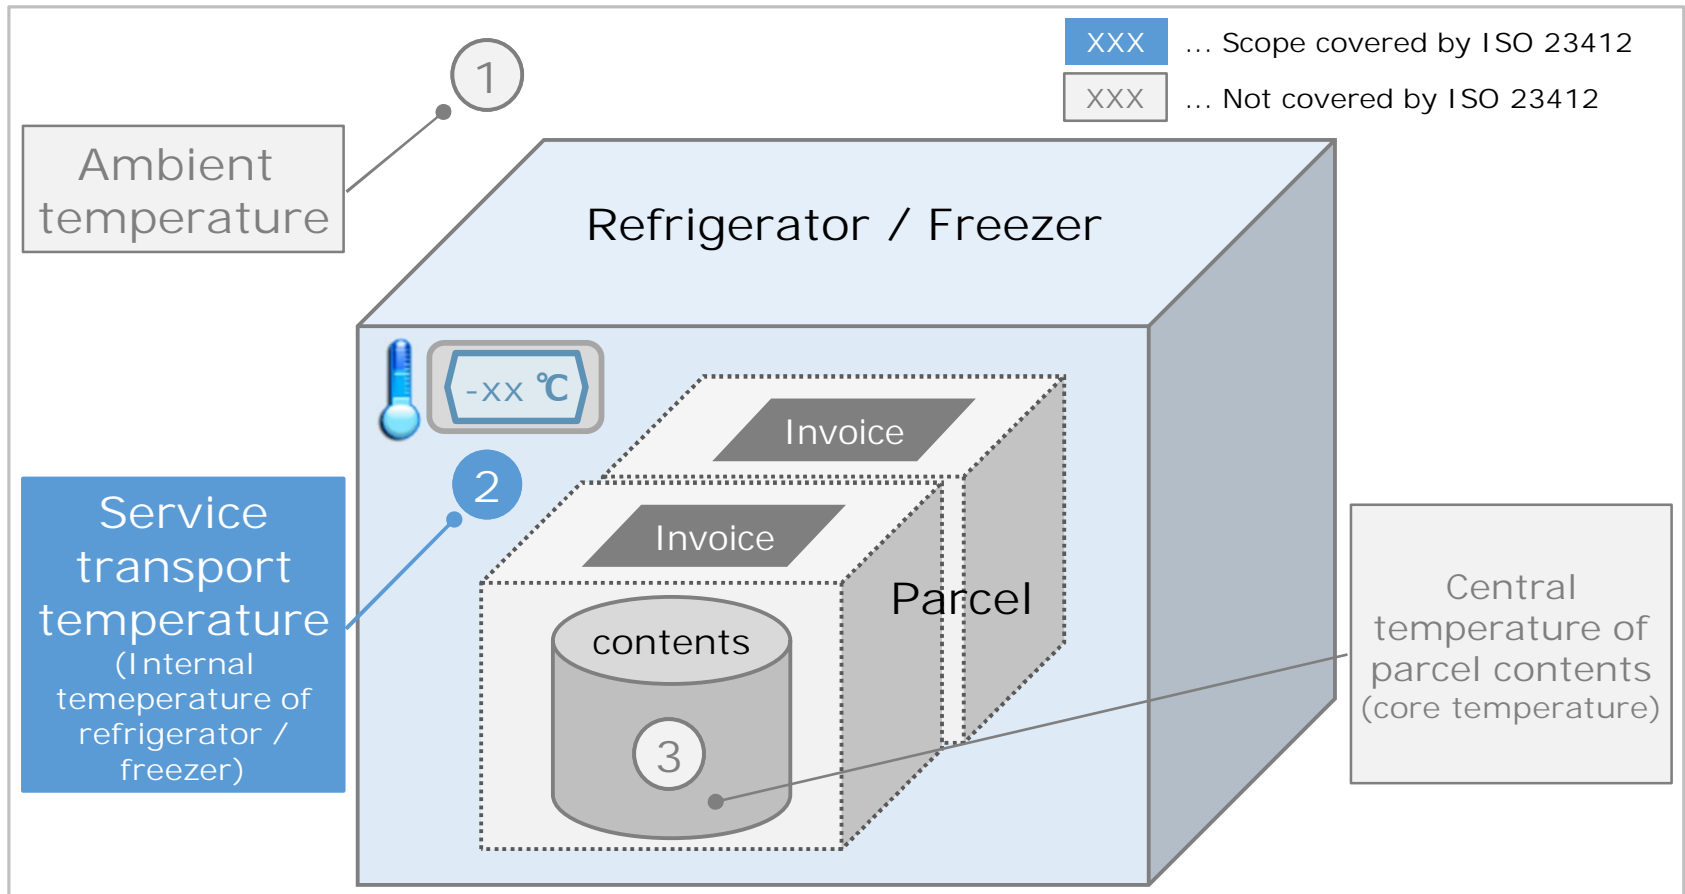 XXX ... Scope covered by ISO 23412
XXX ... Not covered by ISO 23412
1
Ambient
temperature
Refrigerator / Freezer
-xx °C
Invoice
2
Service
transport
temperature
(Internal
temeperature of
refrigerator /
freezer)
Invoice
Parcel
contents
3
Central
temperature of
parcel contents
(core temperature)